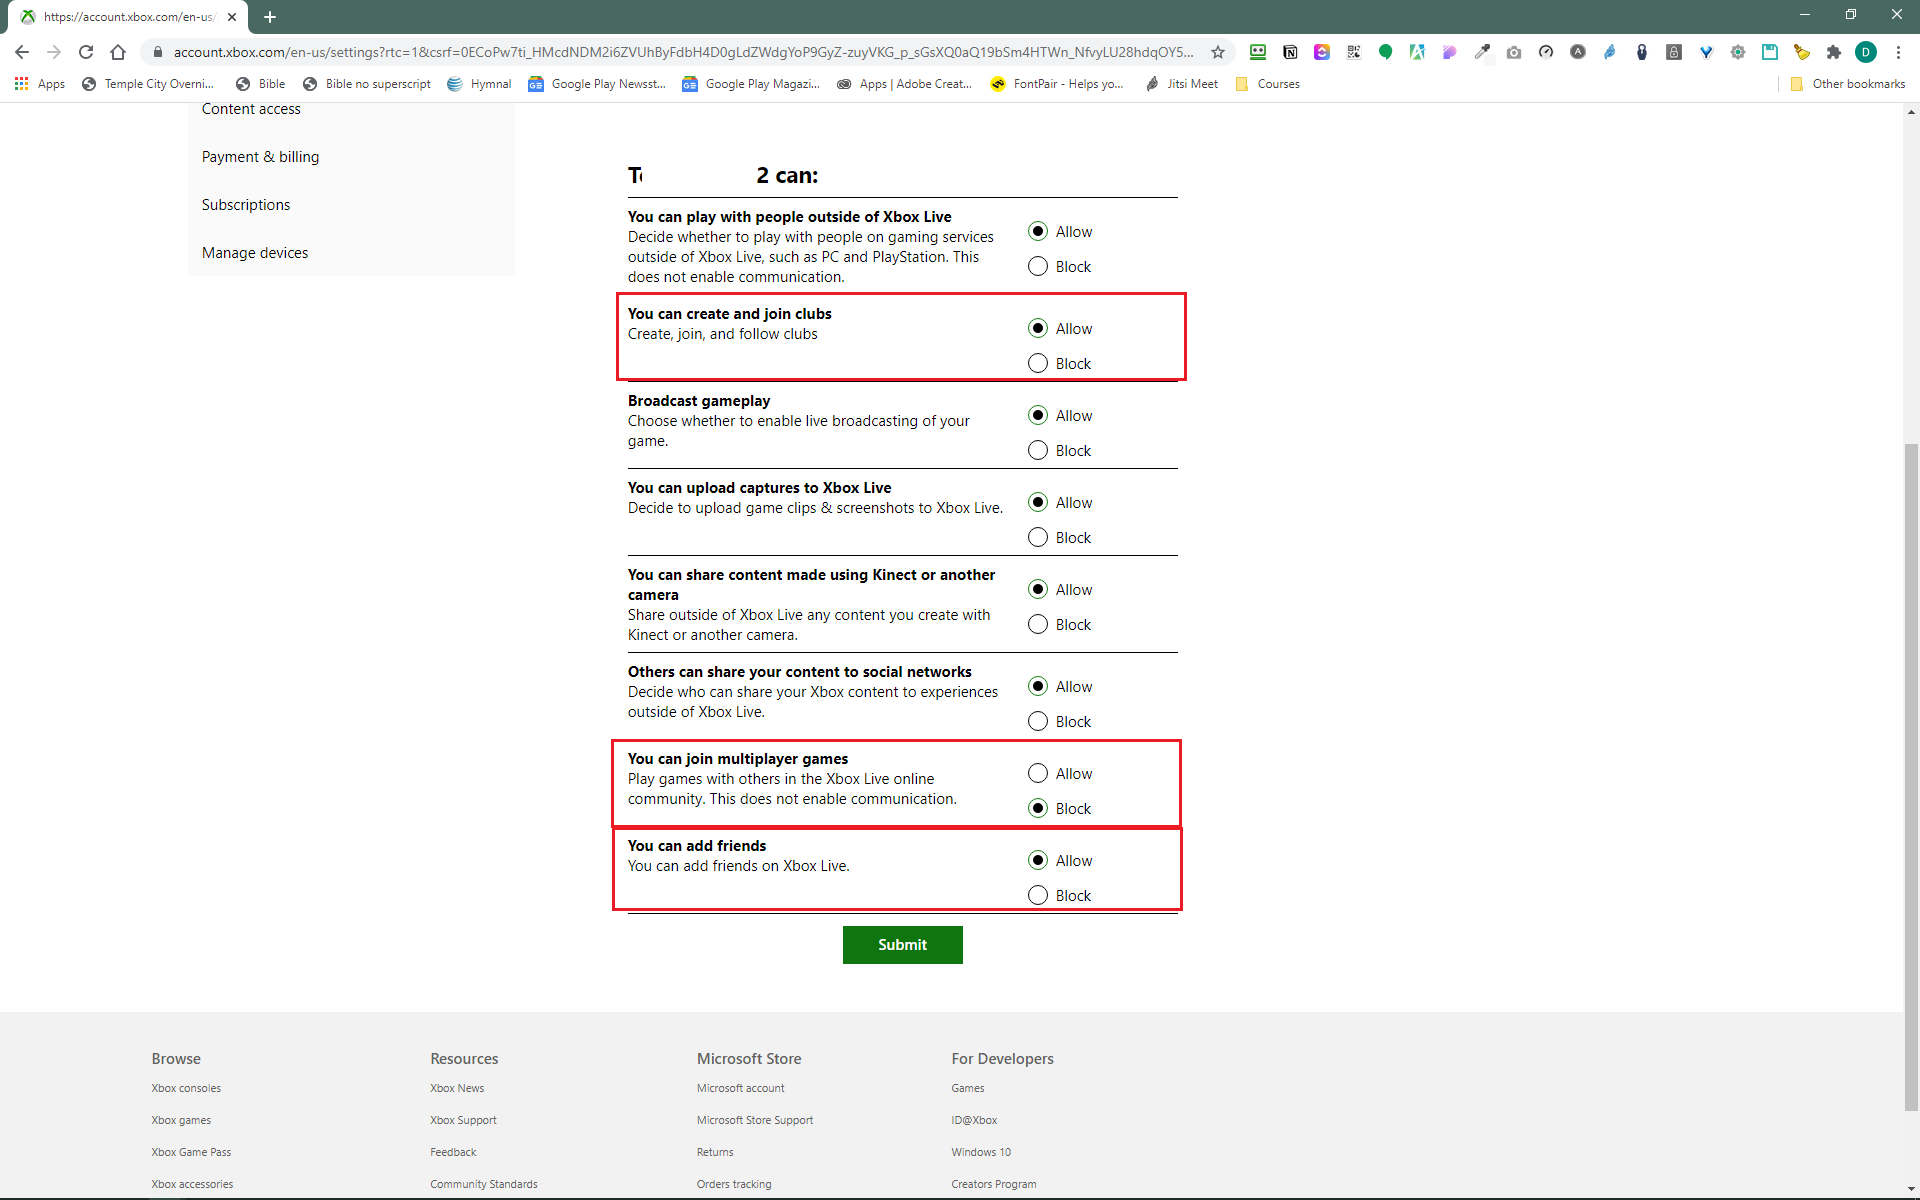 https://account.xbox.com/en-us/
account.xbox.com/en-us/settings?rtc=1&csrf=0ECoPw7ti_HMcdNDM2i6ZVUhByFdbH4D0gLdZWdgYoP9GyZ-zuyVKG_p_sGsXQ0aQ19bSm4HTWn_NfvyLU28hdqOY5...
D
Apps
Temple City Overni...
Bible
Bible no superscript
Hymnal
Google Play Newsst...
Google Play Magazi...
Apps | Adobe Creat...
FontPair - Helps yo...
Jitsi Meet
Courses
Other bookmarks
Content access
Payment & billing
Subscriptions
Manage devices
2 can:
You can play with people outside of Xbox Live
Decide whether to play with people on gaming services
outside of Xbox Live, such as PC and PlayStation. This
does not enable communication.
Allow
Block
You can create and join clubs
Create, join, and follow clubs
Allow
Block
Broadcast gameplay
Choose whether to enable live broadcasting of your
game.
Allow
Block
You can upload captures to Xbox Live
Decide to upload game clips & screenshots to Xbox Live.
Allow
Block
You can share content made using Kinect or another
camera
Share outside of Xbox Live any content you create with
Kinect or another camera.
Allow
Block
Others can share your content to social networks
Decide who can share your Xbox content to experiences
outside of Xbox Live.
Allow
Block
You can join multiplayer games
Play games with others in the Xbox Live online
community. This does not enable communication.
Allow
Block
You can add friends
You can add friends on Xbox Live.
Allow
Block
Submit
Browse
Xbox consoles
Xbox games
Xbox Game Pass
Xbox accessories
Resources
Xbox News
Xbox Support
Feedback
Community Standards
Microsoft Store
Microsoft account
Microsoft Store Support
Returns
Orders tracking
For Developers
Games
ID@Xbox
Windows 10
Creators Program